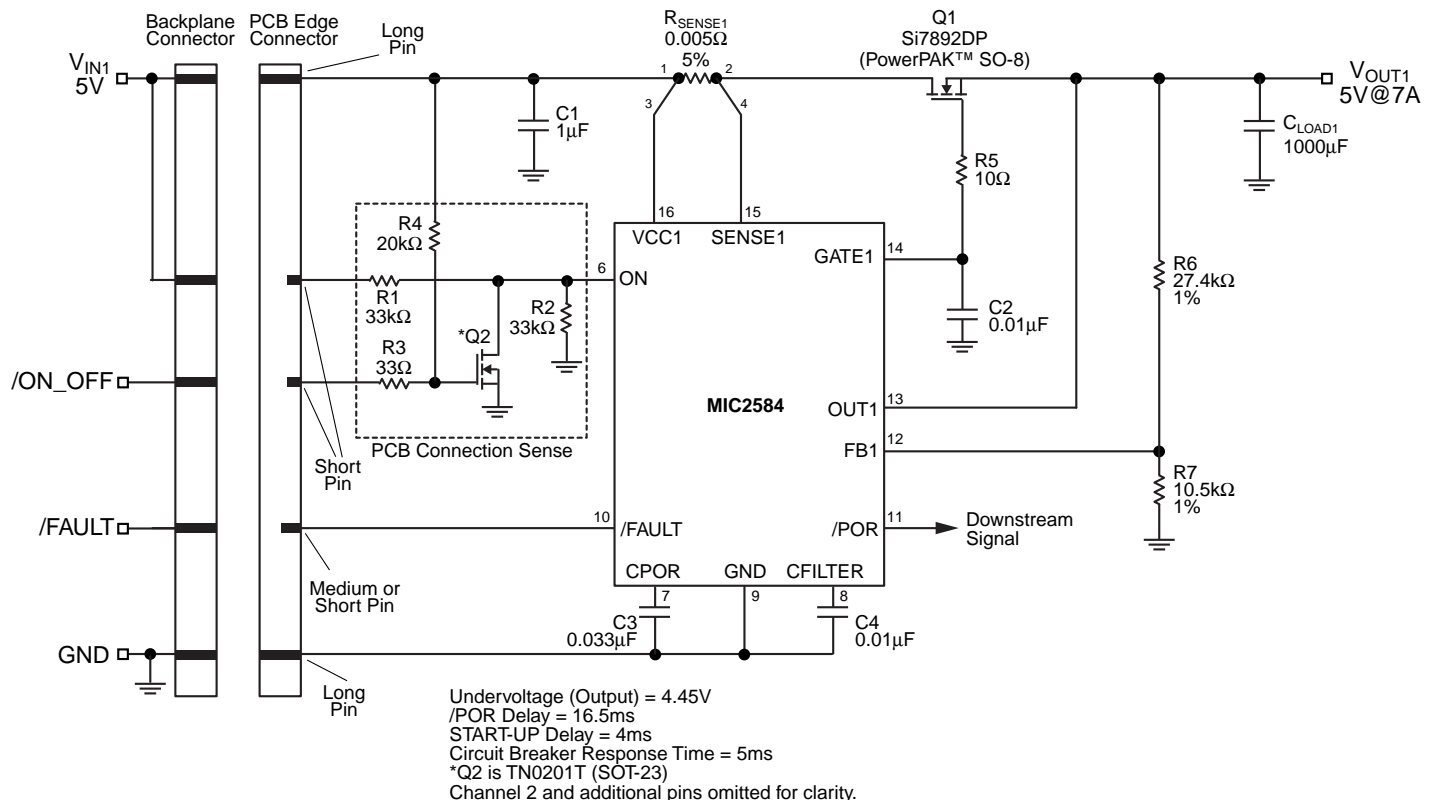 Backplane
Connector
PCB Edge
Connector
Long
Pin
RSENSE1
0.005Ω
5%
Q1
Si7892DP
(PowerPAK™ SO-8)
VIN1
5V
1
2
3
4
VOUT1
5V@7A
C1
1µF
CLOAD1
1000µF
R5
10Ω
R4
20kΩ
16
15
VCC1
SENSE1
GATE1
14
6
ON
R1
33kΩ
R2
33kΩ
*Q2
R3
33Ω
C2
0.01µF
R6
27.4kΩ
1%
/ON_OFF
MIC2584
OUT1
13
FB1
12
PCB Connection Sense
Short
Pin
R7
10.5kΩ
1%
/FAULT
10
/FAULT
/POR
11
Downstream
Signal
Medium or
Short Pin
CPOR
GND
CFILTER
7
9
8
C3
0.033µF
C4
0.01µF
GND
Long
Pin
Undervoltage (Output) = 4.45V
/POR Delay = 16.5ms
START-UP Delay = 4ms
Circuit Breaker Response Time = 5ms
*Q2 is TN0201T (SOT-23)
Channel 2 and additional pins omitted for clarity.